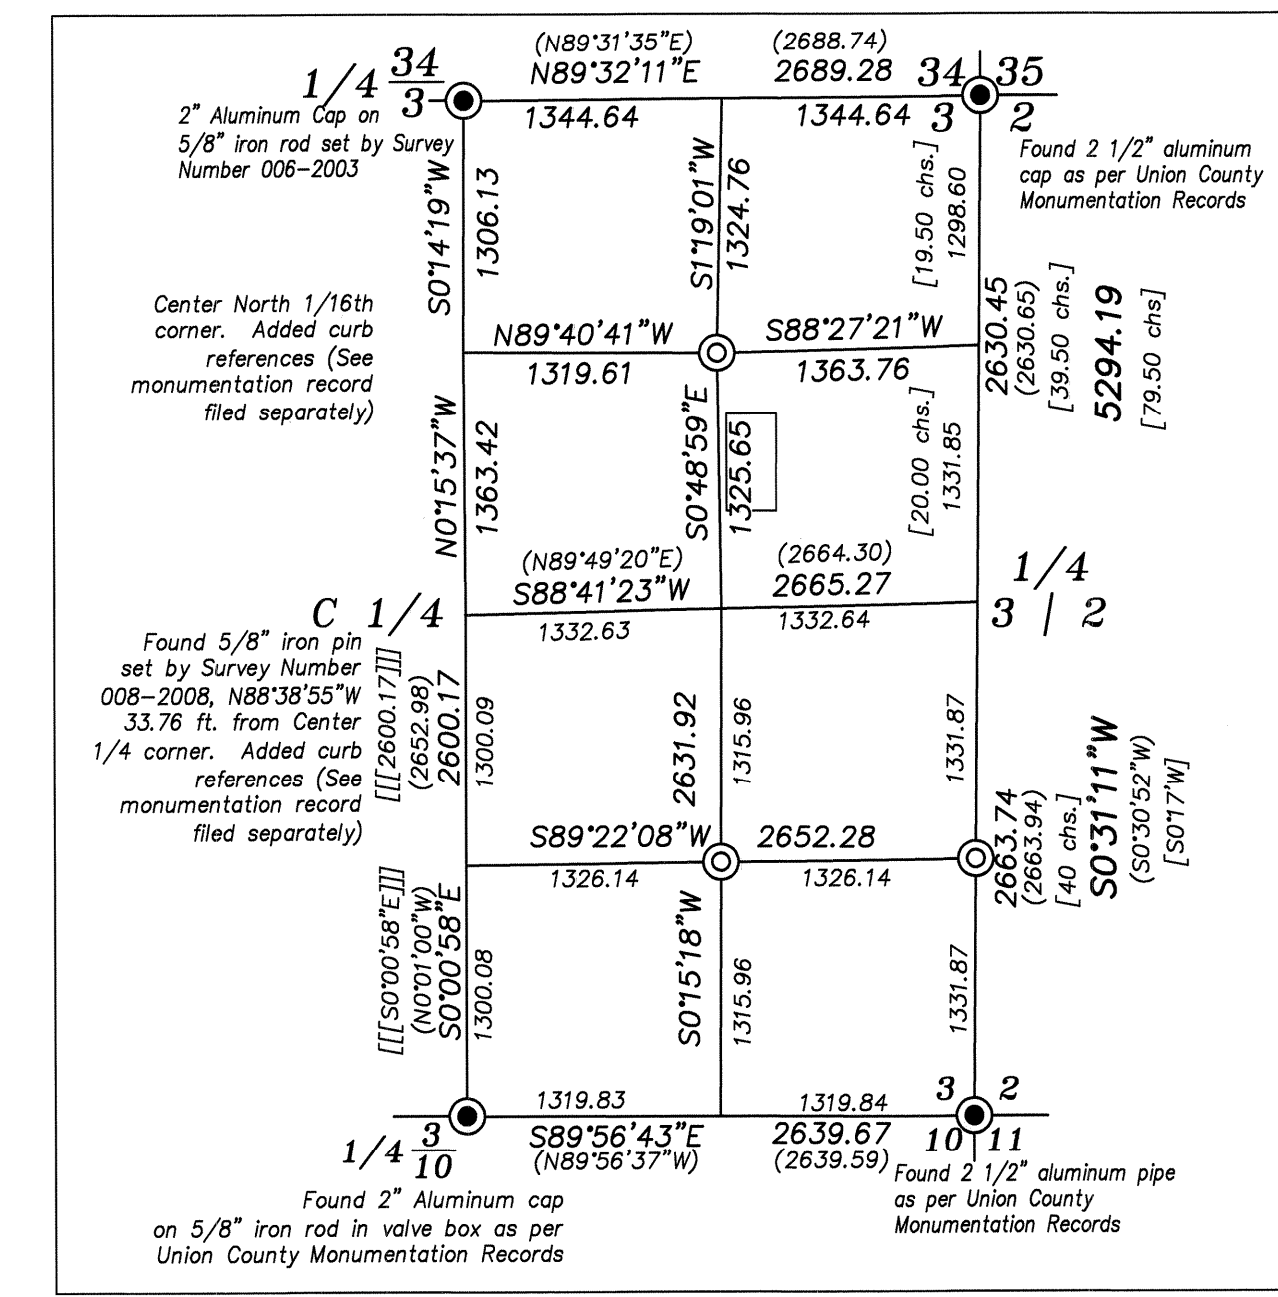 (N89°31'35"E) (2688.74)
N89°32'11"E 2689.28
1/4 34
3
34 35
3 2
1344.64 1344.64
2" Aluminum Cap on
5/8" iron rod set by Survey
Number 006-2003
Found 2 1/2" aluminum
cap as per Union County
Monumentation Records
S0°14'19"W
1306.13
S1°19'01"W
1324.76
[19.50 chs.]
1298.60
Center North 1/16th
corner. Added curb
references (See
monumentation record
filed separately)
N89°40'41"W S88°27'21"W
1319.61 1363.76
2630.45
(2630.65)
[39.50 chs.]
5294.19
[79.50 chs]
N0°15'37"W
1363.42
S0°48'59"E
1325.65
[20.00 chs.]
1331.85
(N89°49'20"E) (2664.30)
S88°41'23"W 2665.27
1332.63 1332.64
1/4
3 | 2
C 1/4
Found 5/8" iron pin
set by Survey Number
008-2008, N88°38'55"W
33.76 ft. from Center
1/4 corner. Added curb
references (See
monumentation record
filed separately)
[[[2600.17]]]
(2652.98)
2600.17
1300.09
2631.92
1315.96
1331.87
S89°22'08"W 2652.28
1326.14 1326.14
2663.74
(2663.94)
[40 chs.]
S0°31'11"W
(S0°30'52"W)
[S0°17'W]
[[[S0°00'58"E]]]
(N0°01'00"W)
S0°00'58"E
1300.08
S0°15'18"W
1315.96
1331.87
1319.83 1319.84
S89°56'43"E 2639.67
(N89°56'37"W) (2639.59)
3 2
10 11
1/4 3
10
Found 2" Aluminum cap
on 5/8" iron rod in valve box as per
Union County Monumentation Records
Found 2 1/2" aluminum pipe
as per Union County
Monumentation Records